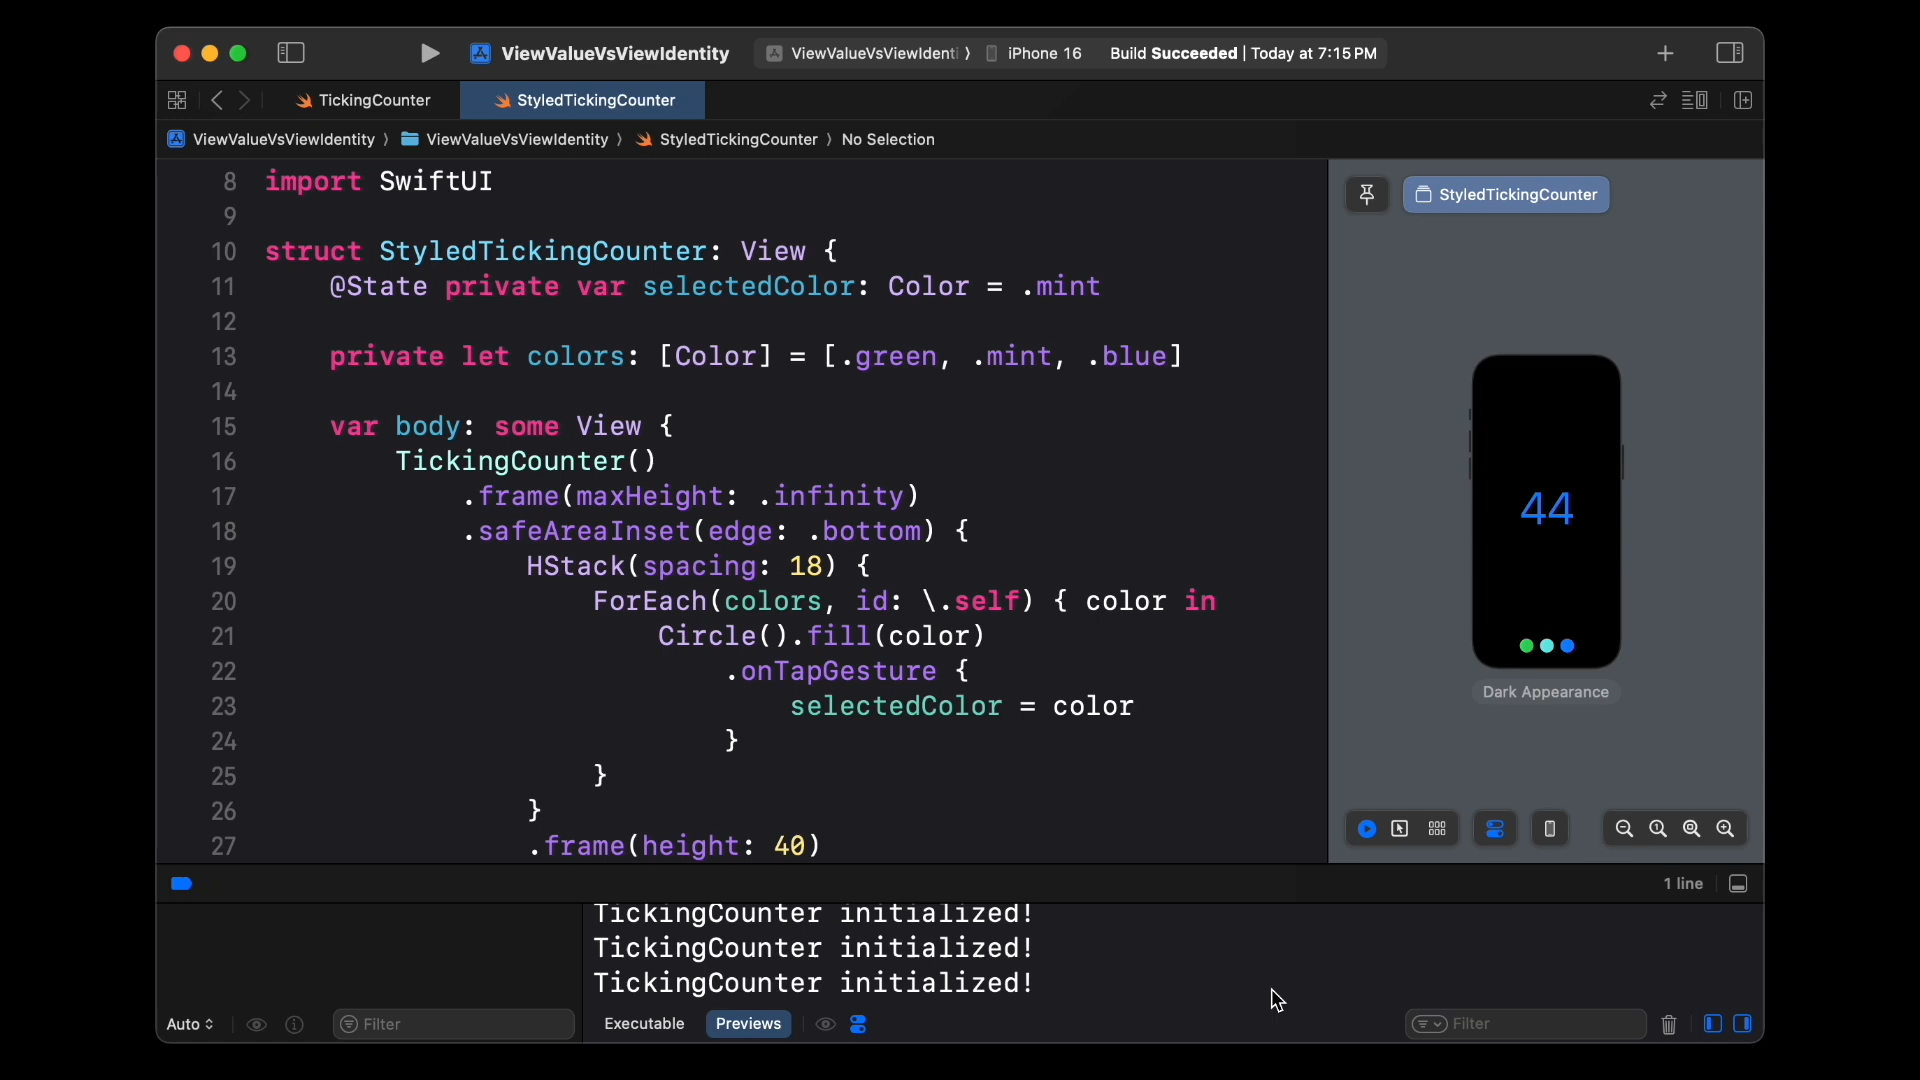 ViewValueVsViewIdentity
ViewValueVsViewIdenti 〉 iPhone 16
Build Succeeded | Today at 7:15 PM
TickingCounter
StyledTickingCounter
ViewValueVsViewIdentity 〉 ViewValueVsViewIdentity 〉 StyledTickingCounter 〉 No Selection
8 import SwiftUI
9
10 struct StyledTickingCounter: View {
11 @State private var selectedColor: Color = .mint
12
13 private let colors: [Color] = [.green, .mint, .blue]
14
15 var body: some View {
16 TickingCounter()
17 .frame(maxHeight: .infinity)
18 .safeAreaInset(edge: .bottom) {
19 HStack(spacing: 18) {
20 ForEach(colors, id: \.self) { color in
21 Circle().fill(color)
22 .onTapGesture {
23 selectedColor = color
24 }
25 }
26 }
27 .frame(height: 40)
StyledTickingCounter
44
Dark Appearance
1 line
TickingCounter initialized!
TickingCounter initialized!
TickingCounter initialized!
Auto
Filter
Executable
Previews
Filter